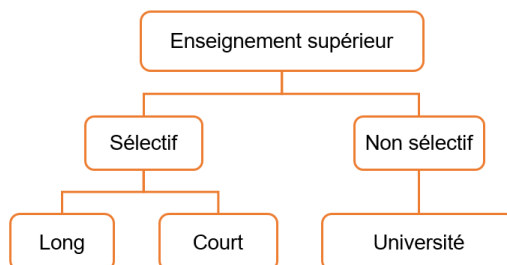 Enseignement supérieur
Sélectif
Non sélectif
Long
Court
Université